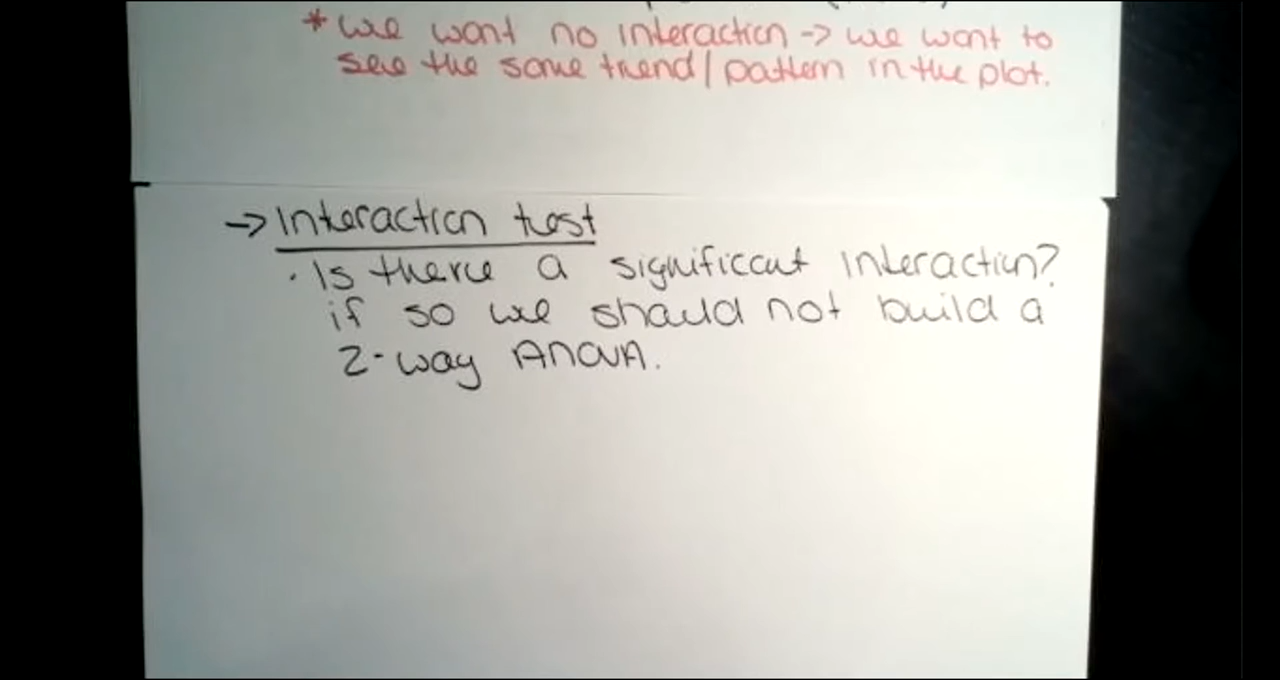 * we want no interaction -> we want to
see the same trend/pattern in the plot.
-> Interaction test
· Is there a significant interaction?
if so we should not build a
2-way ANOVA.